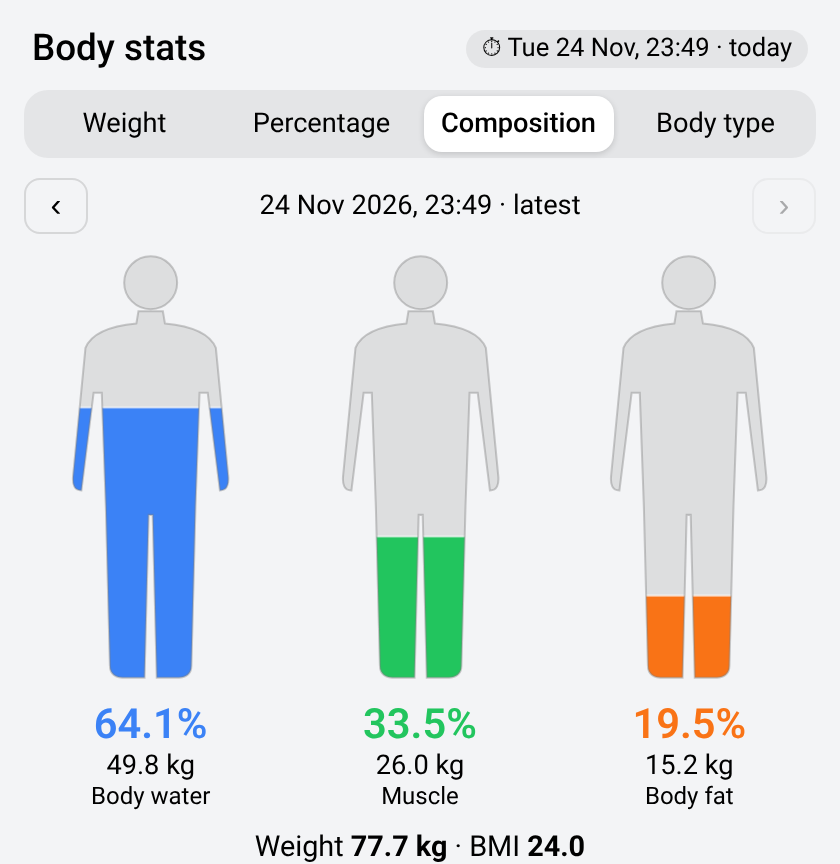 Body stats
⏱ Tue 24 Nov, 23:49 · today
Weight Percentage Composition Body type
‹ 24 Nov 2026, 23:49 · latest ›
64.1% 33.5% 19.5%
49.8 kg 26.0 kg 15.2 kg
Body water Muscle Body fat
Weight 77.7 kg · BMI 24.0